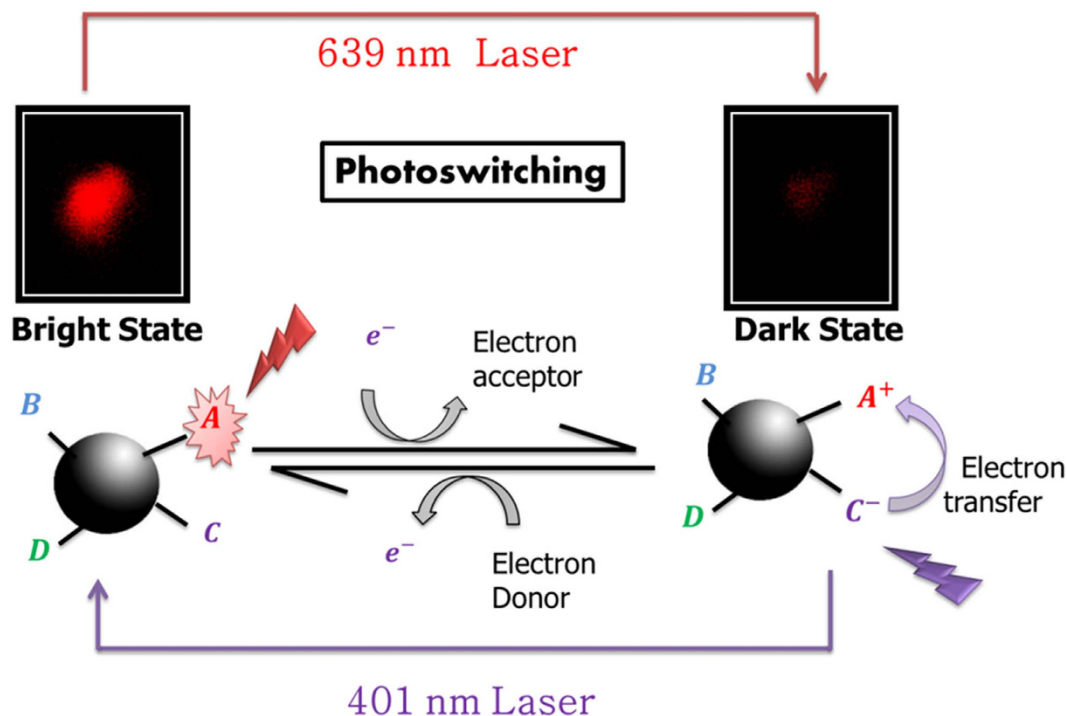 639 nm Laser
Photoswitching
Bright State
Dark State
e⁻
Electron
acceptor
B
A
D
C
B
A⁺
D
C⁻
Electron
transfer
e⁻
Electron
Donor
401 nm Laser